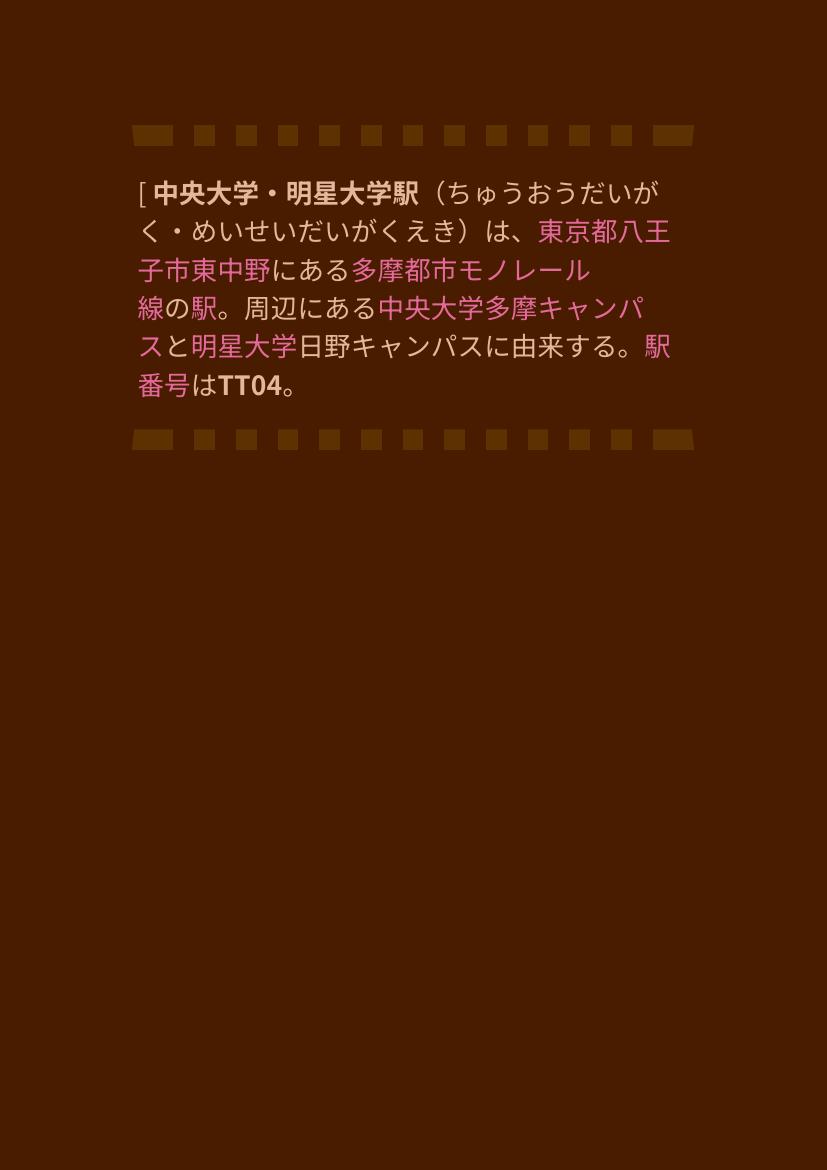 [ 中央大学・明星大学駅（ちゅうおうだいが
く・めいせいだいがくえき）は、東京都八王
子市東中野にある多摩都市モノレール
線の駅。周辺にある中央大学多摩キャンパ
スと明星大学日野キャンパスに由来する。駅
番号はTT04。